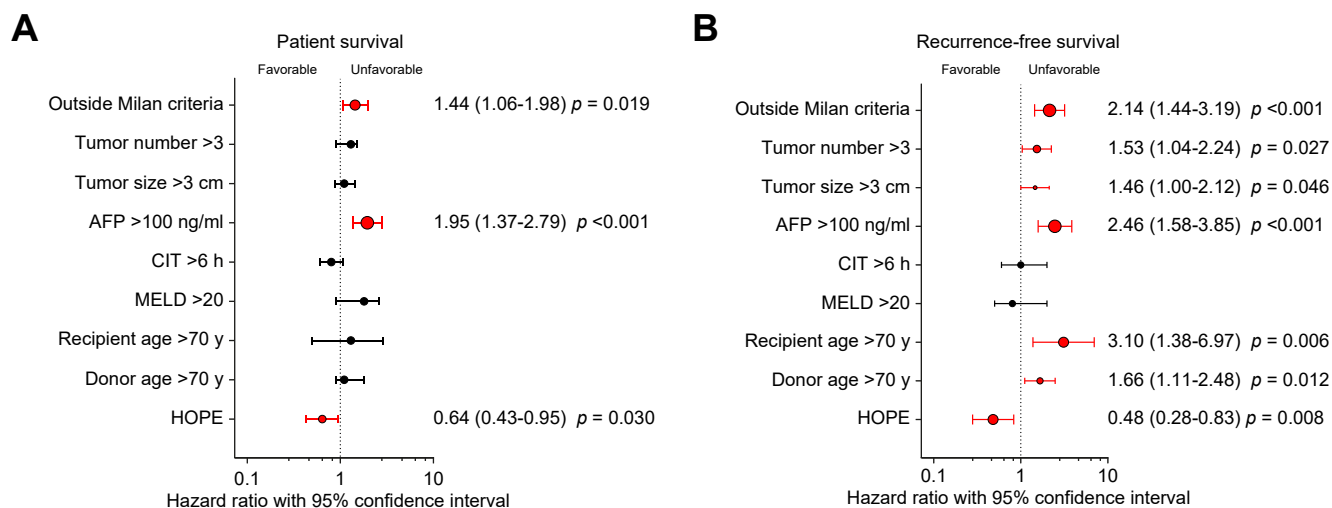 A
Patient survival
Favorable Unfavorable
Outside Milan criteria 1.44 (1.06-1.98) p = 0.019
Tumor number >3
Tumor size >3 cm
AFP >100 ng/ml 1.95 (1.37-2.79) p <0.001
CIT >6 h
MELD >20
Recipient age >70 y
Donor age >70 y
HOPE 0.64 (0.43-0.95) p = 0.030
0.1 1 10
Hazard ratio with 95% confidence interval
B
Recurrence-free survival
Favorable Unfavorable
Outside Milan criteria 2.14 (1.44-3.19) p <0.001
Tumor number >3 1.53 (1.04-2.24) p = 0.027
Tumor size >3 cm 1.46 (1.00-2.12) p = 0.046
AFP >100 ng/ml 2.46 (1.58-3.85) p <0.001
CIT >6 h
MELD >20
Recipient age >70 y 3.10 (1.38-6.97) p = 0.006
Donor age >70 y 1.66 (1.11-2.48) p = 0.012
HOPE 0.48 (0.28-0.83) p = 0.008
0.1 1 10
Hazard ratio with 95% confidence interval